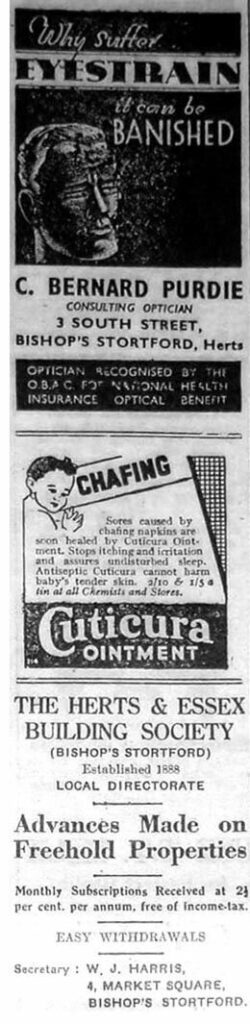 Why suffer
EYESTRAIN
it can be
BANISHED
C. BERNARD PURDIE
CONSULTING OPTICIAN
3 SOUTH STREET,
BISHOP'S STORTFORD, Herts
OPTICIAN RECOGNISED BY THE
O.B.A.C. FOR NATIONAL HEALTH
INSURANCE OPTICAL BENEFIT
CHAFING
Sores caused by
chafing napkins are
soon healed by Cuticura Oint-
ment. Stops itching and irritation
and assures undisturbed sleep.
Antiseptic Cuticura cannot harm
baby's tender skin. 2/10 & 1/5 a
tin at all Chemists and Stores.
Cuticura
OINTMENT
THE HERTS & ESSEX
BUILDING SOCIETY
(BISHOP'S STORTFORD)
Established 1888
LOCAL DIRECTORATE
Advances Made on
Freehold Properties
Monthly Subscriptions Received at 2½
per cent. per annum, free of income-tax.
EASY WITHDRAWALS
Secretary : W. J. HARRIS,
4, MARKET SQUARE,
BISHOP'S STORTFORD.